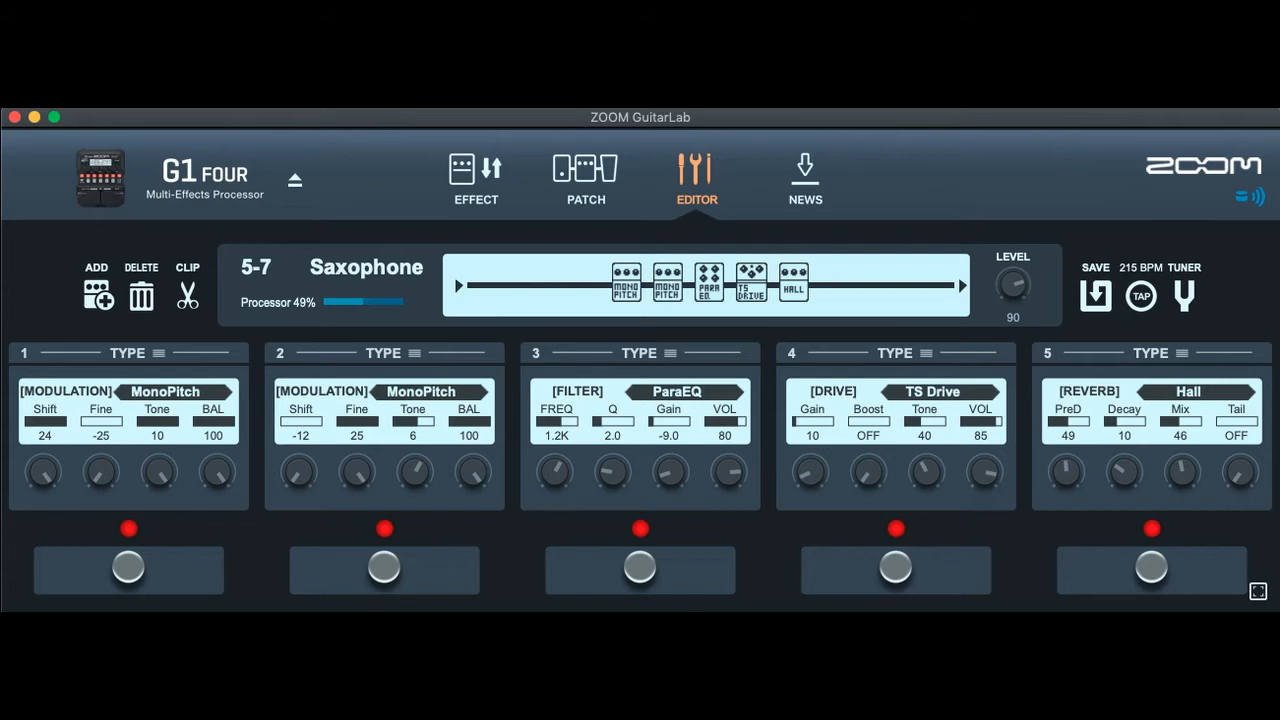 ZOOM GuitarLab
G1 FOUR
Multi-Effects Processor
EFFECT
PATCH
EDITOR
NEWS
ZOOM
ADD DELETE CLIP
5-7 Saxophone
Processor 49%
MONO PITCH
MONO PITCH
PARA EQ.
TS DRIVE
HALL
LEVEL
90
SAVE 215 BPM TUNER
TAP
1 TYPE
[MODULATION] MonoPitch
Shift Fine Tone BAL
24 -25 10 100
2 TYPE
[MODULATION] MonoPitch
Shift Fine Tone BAL
-12 25 6 100
3 TYPE
[FILTER] ParaEQ
FREQ Q Gain VOL
1.2K 2.0 -9.0 80
4 TYPE
[DRIVE] TS Drive
Gain Boost Tone VOL
10 OFF 40 85
5 TYPE
[REVERB] Hall
PreD Decay Mix Tail
49 10 46 OFF